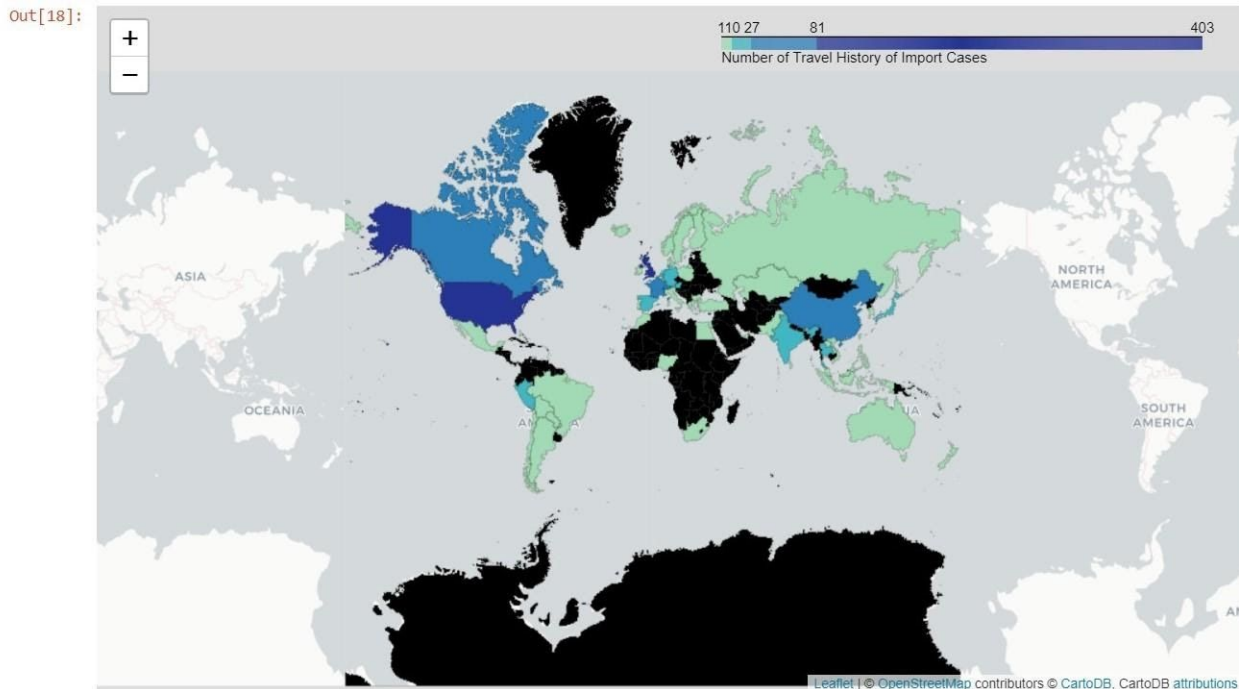 Out[18]:
+
−
110 27 81 403
Number of Travel History of Import Cases
ASIA
NORTH
AMERICA
OCEANIA
SOUTH
AMERICA
Leaflet | © OpenStreetMap contributors © CartoDB, CartoDB attributions